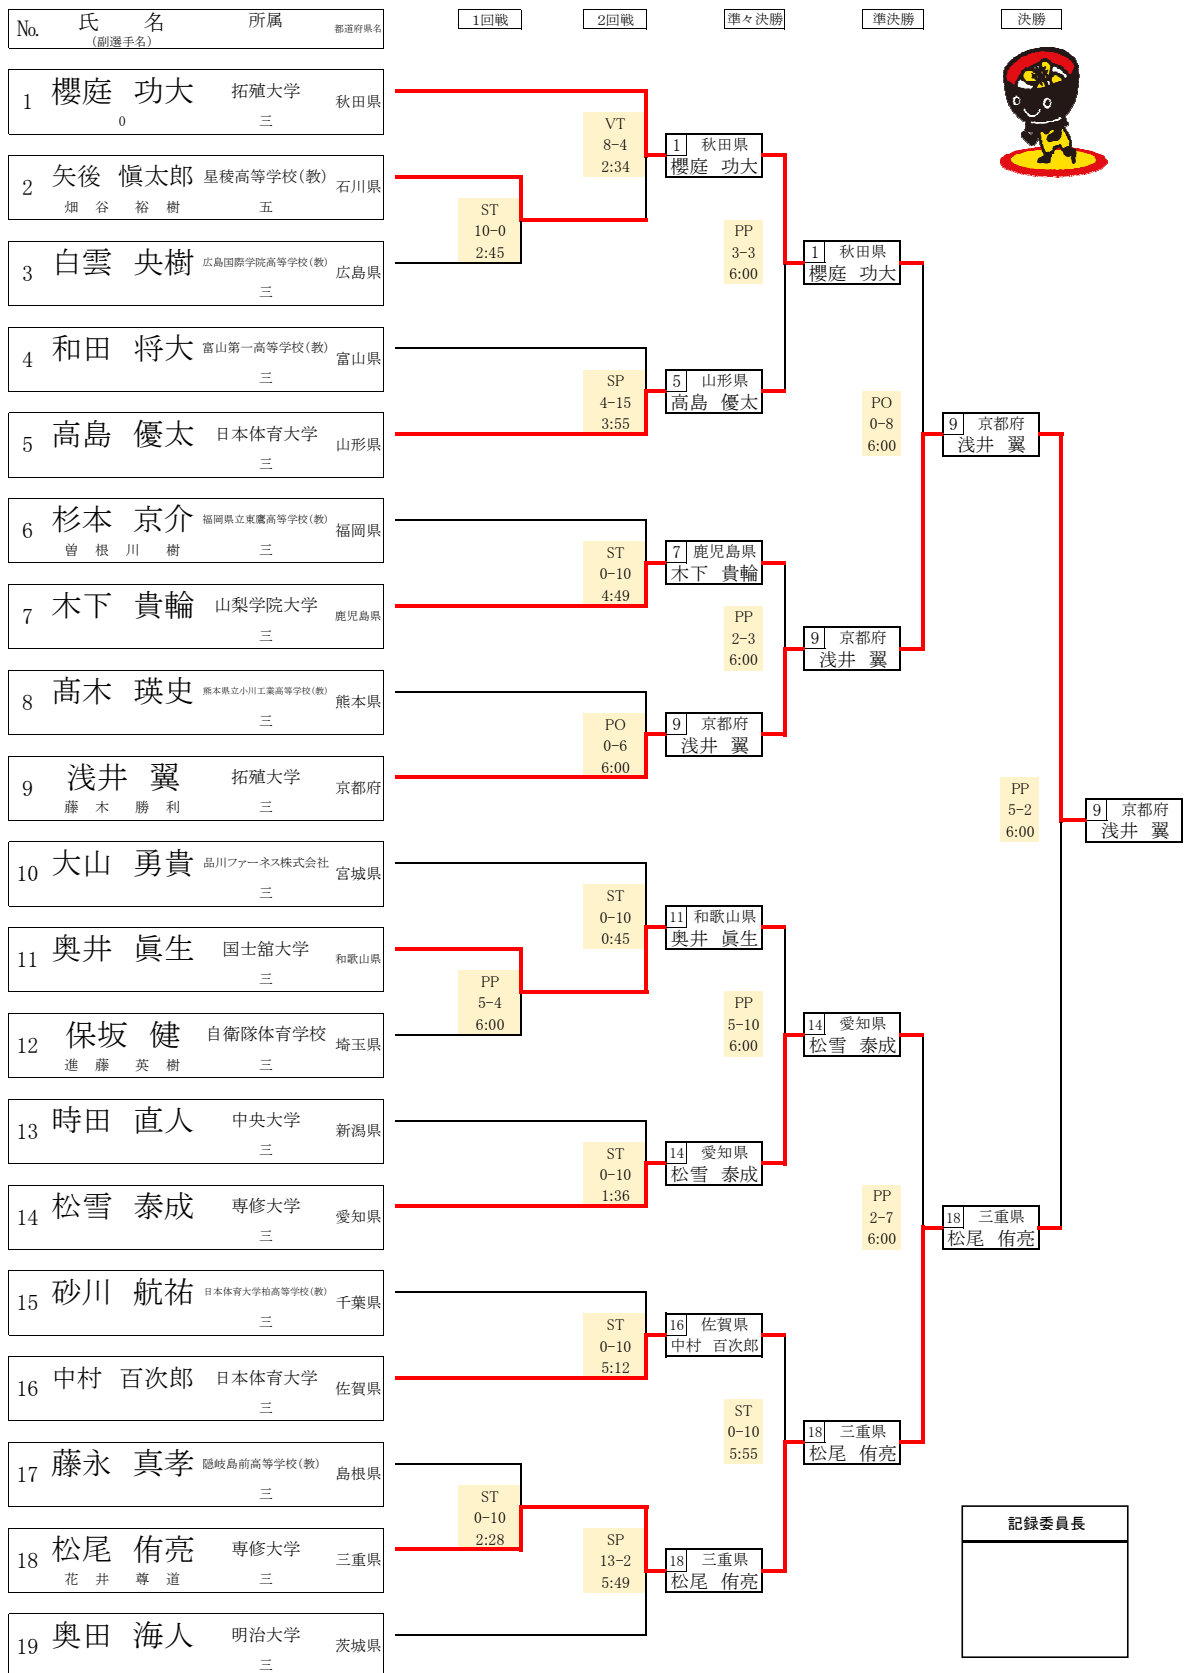 No. 氏 名 所属 都道府県名 1回戦 2回戦 準々決勝 準決勝 決勝
(副選手名)
1 櫻庭 功大 拓殖大学 秋田県
0 三
2 矢後 愼太郎 星稜高等学校(教) 石川県
畑 谷 裕 樹 五
3 白雲 央樹 広島国際学院高等学校(教) 広島県
三
4 和田 将大 富山第一高等学校(教) 富山県
三
5 高島 優太 日本体育大学 山形県
三
6 杉本 京介 福岡県立東鷹高等学校(教) 福岡県
曽 根 川 樹 三
7 木下 貴輪 山梨学院大学 鹿児島県
三
8 髙木 瑛史 熊本県立小川工業高等学校(教) 熊本県
三
9 浅井 翼 拓殖大学 京都府
藤 木 勝 利 三
10 大山 勇貴 品川ファーネス株式会社 宮城県
三
11 奥井 眞生 国士舘大学 和歌山県
三
12 保坂 健 自衛隊体育学校 埼玉県
進 藤 英 樹 三
13 時田 直人 中央大学 新潟県
三
14 松雪 泰成 専修大学 愛知県
三
15 砂川 航祐 日本体育大学柏高等学校(教) 千葉県
三
16 中村 百次郎 日本体育大学 佐賀県
三
17 藤永 真孝 隠岐島前高等学校(教) 島根県
三
18 松尾 侑亮 専修大学 三重県
花 井 尊 道 三
19 奥田 海人 明治大学 茨城県
三
ST
10-0
2:45
PP
5-4
6:00
ST
0-10
2:28
VT
8-4
2:34
SP
4-15
3:55
ST
0-10
4:49
PO
0-6
6:00
ST
0-10
0:45
ST
0-10
1:36
ST
0-10
5:12
SP
13-2
5:49
1 秋田県
櫻庭 功大
5 山形県
高島 優太
7 鹿児島県
木下 貴輪
9 京都府
浅井 翼
11 和歌山県
奥井 眞生
14 愛知県
松雪 泰成
16 佐賀県
中村 百次郎
18 三重県
松尾 侑亮
PP
3-3
6:00
PP
2-3
6:00
PP
5-10
6:00
ST
0-10
5:55
1 秋田県
櫻庭 功大
9 京都府
浅井 翼
14 愛知県
松雪 泰成
18 三重県
松尾 侑亮
PO
0-8
6:00
PP
2-7
6:00
9 京都府
浅井 翼
18 三重県
松尾 侑亮
PP
5-2
6:00
9 京都府
浅井 翼
記録委員長